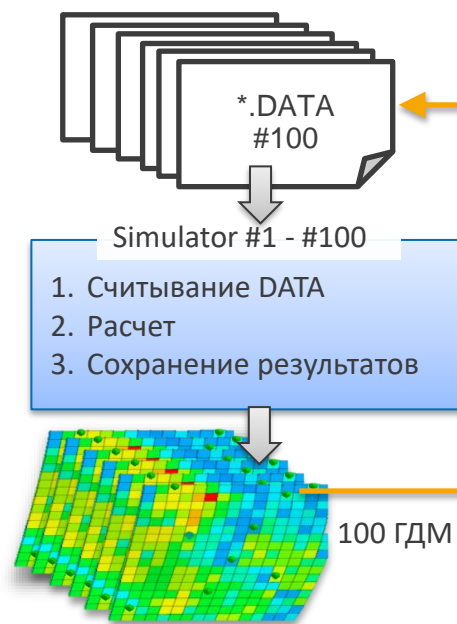 *.DATA
#100
Simulator #1 - #100
1. Считывание DATA
2. Расчет
3. Сохранение результатов
100 ГДМ